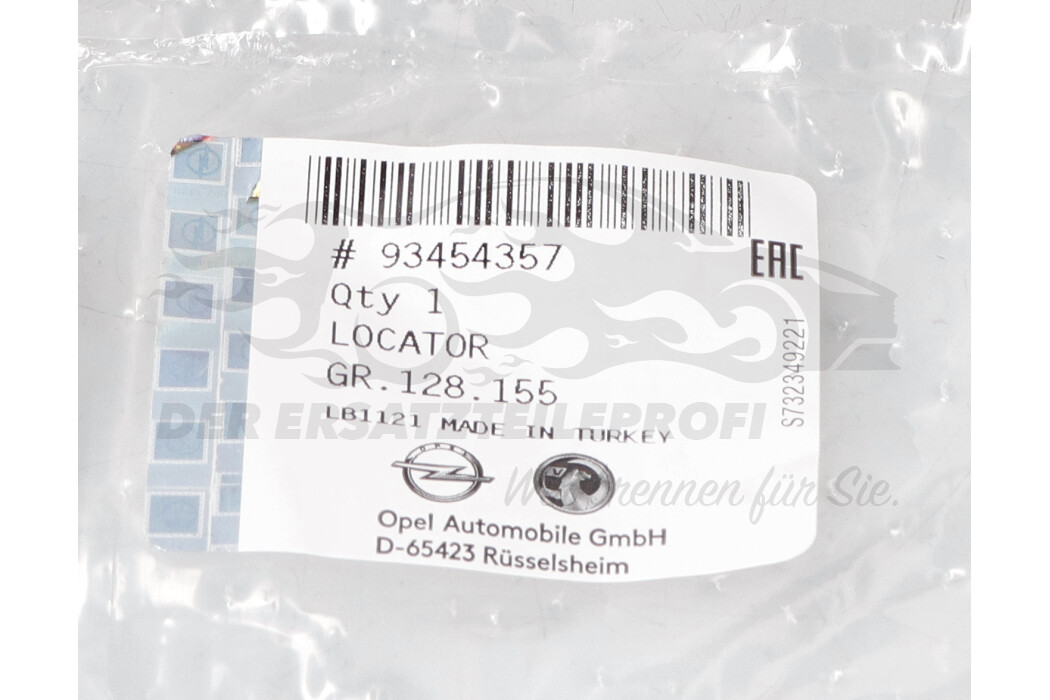 # 93454357
EAC
Qty 1
LOCATOR
GR.128.155
S732349221
LB1121 MADE IN TURKEY
DER ERSATZTEILEPROFI
Wir brennen für Sie.
OPEL
Opel Automobile GmbH
D-65423 Rüsselsheim